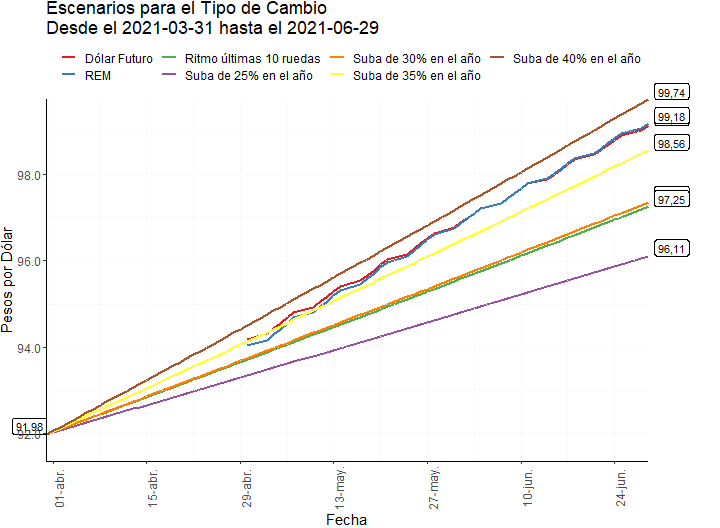 Escenarios para el Tipo de Cambio
Desde el 2021-03-31 hasta el 2021-06-29
Dólar Futuro
Ritmo últimas 10 ruedas
Suba de 30% en el año
Suba de 40% en el año
REM
Suba de 25% en el año
Suba de 35% en el año
99,74
99,18
98,56
97,25
96,11
98.0
96.0
94.0
92.0
91,98
Pesos por Dólar
01-abr.
15-abr.
29-abr.
13-may.
27-may.
10-jun.
24-jun.
Fecha